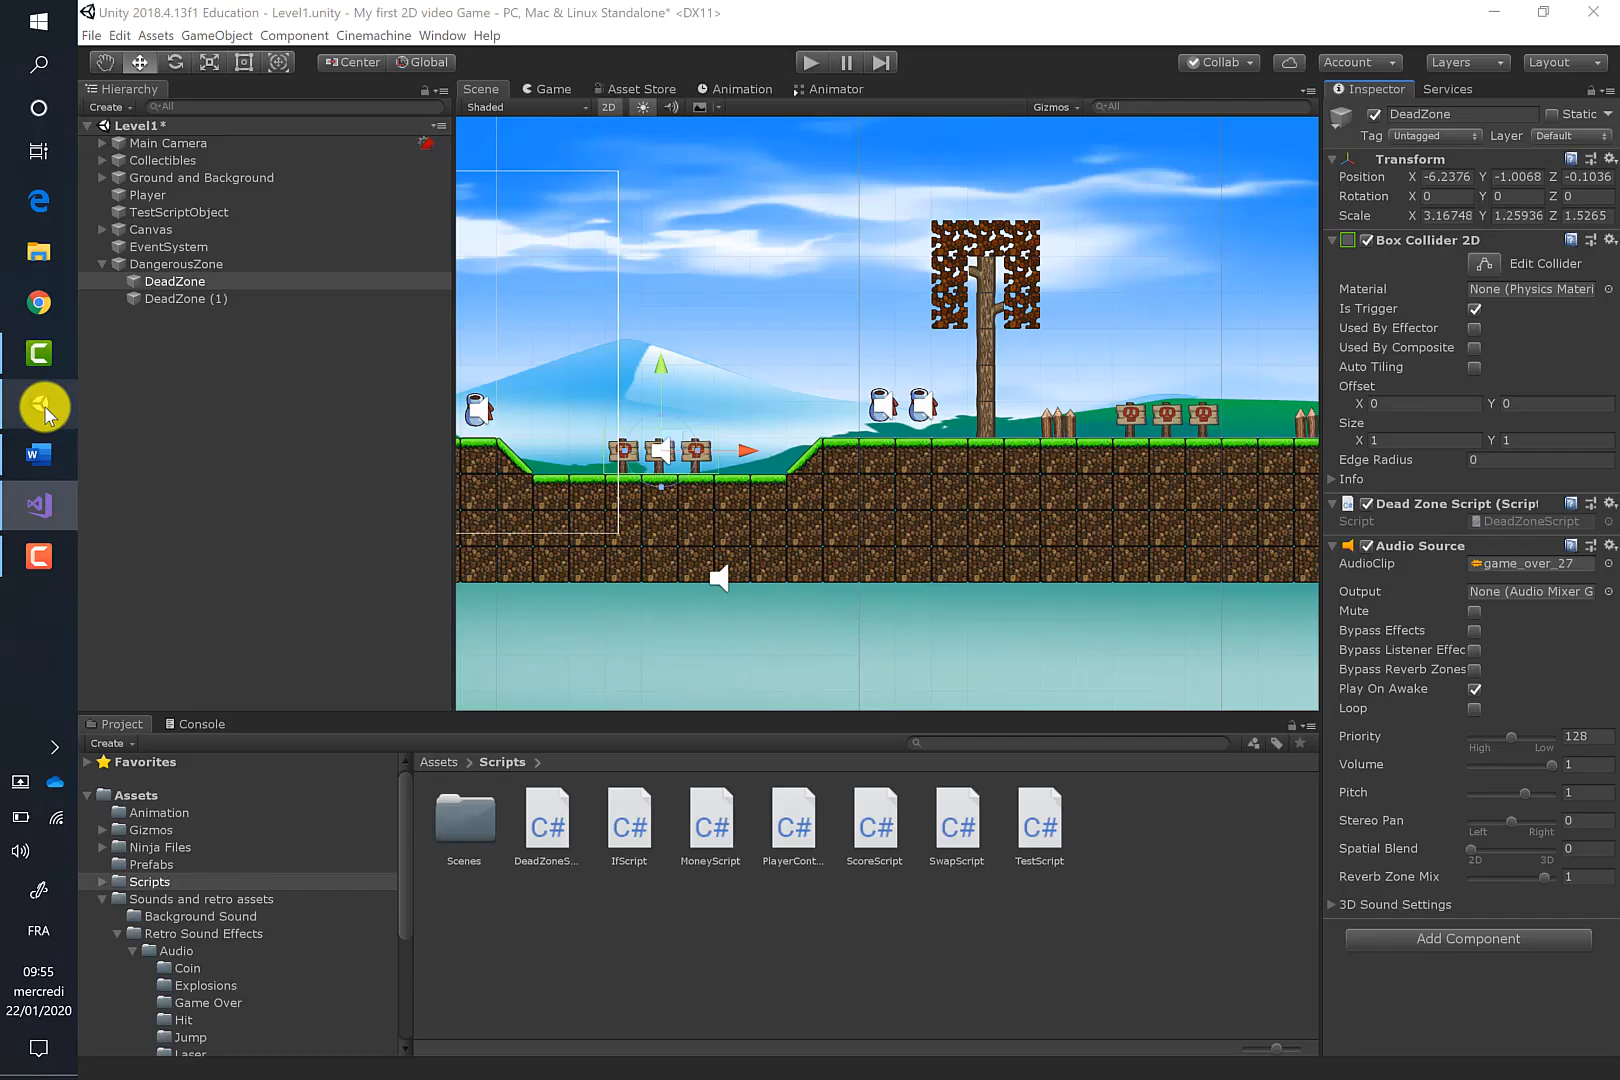 Unity 2018.4.13f1 Education - Level1.unity - My first 2D video Game - PC, Mac & Linux Standalone* <DX11>
File Edit Assets GameObject Component Cinemachine Window Help
Center Global Collab Account Layers Layout
Hierarchy
Create All
Level1*
Main Camera
Collectibles
Ground and Background
Player
TestScriptObject
Canvas
EventSystem
DangerousZone
DeadZone
DeadZone (1)
Scene Game Asset Store Animation Animator
Shaded 2D Gizmos All
Inspector Services
DeadZone Static
Tag Untagged Layer Default
Transform
Position X -6.2376 Y -1.0068 Z -0.1036
Rotation X 0 Y 0 Z 0
Scale X 3.16748 Y 1.25936 Z 1.5265
Box Collider 2D
Edit Collider
Material None (Physics Materi
Is Trigger
Used By Effector
Used By Composite
Auto Tiling
Offset
X 0 Y 0
Size
X 1 Y 1
Edge Radius 0
Info
Dead Zone Script (Script
Script DeadZoneScript
Audio Source
AudioClip game_over_27
Output None (Audio Mixer G
Mute
Bypass Effects
Bypass Listener Effec
Bypass Reverb Zones
Play On Awake
Loop
Priority 128
High Low
Volume 1
Pitch 1
Stereo Pan 0
Left Right
Spatial Blend 0
2D 3D
Reverb Zone Mix 1
3D Sound Settings
Add Component
Project Console
Create
Favorites
Assets
Animation
Gizmos
Ninja Files
Prefabs
Scripts
Sounds and retro assets
Background Sound
Retro Sound Effects
Audio
Coin
Explosions
Game Over
Hit
Jump
Laser
Assets Scripts
C# C# C# C# C# C# C#
Scenes DeadZoneS... IfScript MoneyScript PlayerCont... ScoreScript SwapScript TestScript
FRA
09:55
mercredi
22/01/2020